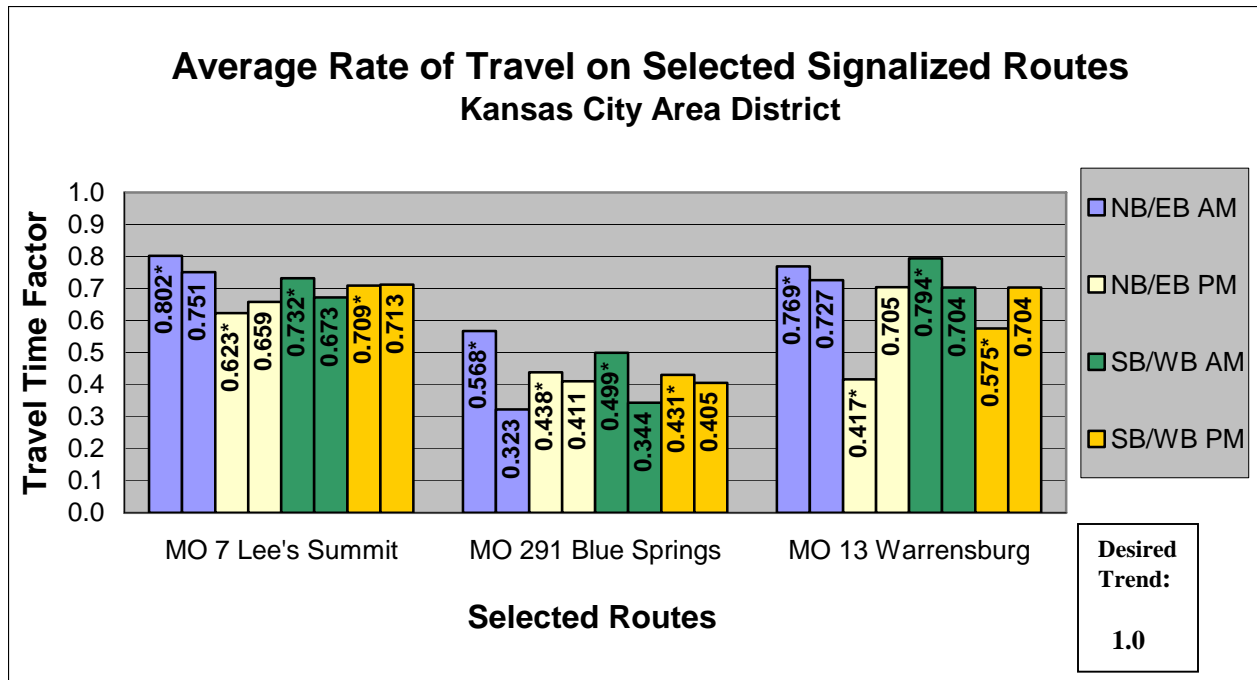 Average Rate of Travel on Selected Signalized Routes
Kansas City Area District
Travel Time Factor
1.0
0.9
0.8
0.7
0.6
0.5
0.4
0.3
0.2
0.1
0.0
0.802*
0.751
0.623*
0.659
0.732*
0.673
0.709*
0.713
0.568*
0.323
0.438*
0.411
0.499*
0.344
0.431*
0.405
0.769*
0.727
0.417*
0.705
0.794*
0.704
0.575*
0.704
MO 7 Lee's Summit
MO 291 Blue Springs
MO 13 Warrensburg
Selected Routes
NB/EB AM
NB/EB PM
SB/WB AM
SB/WB PM
Desired
Trend:
1.0